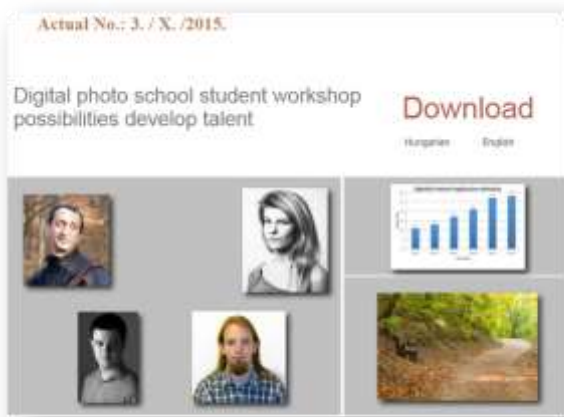 Actual No.: 3. / X. /2015.
Digital photo school student workshop
possibilities develop talent
Download
Hungarian English